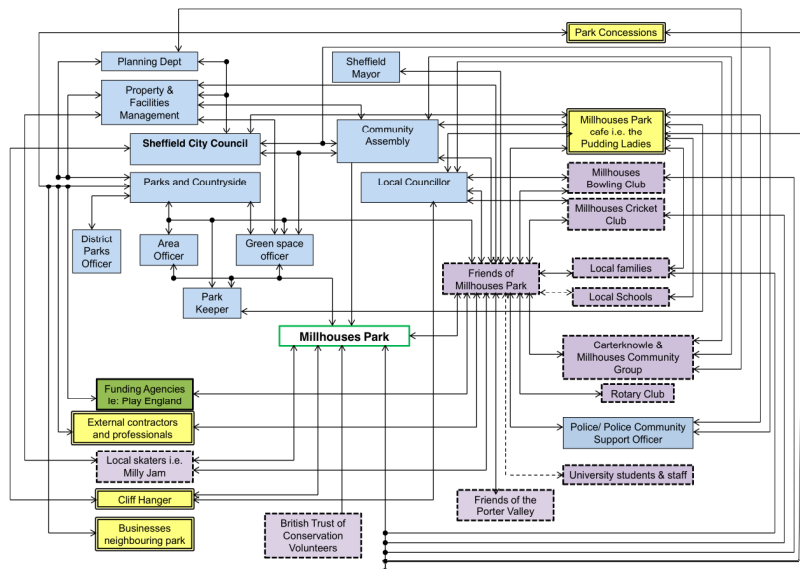 Park Concessions
Planning Dept
Sheffield
Mayor
Property &
Facilities
Management
Millhouses Park
cafe i.e. the
Pudding Ladies
Community
Assembly
Sheffield City Council
Millhouses
Bowling Club
Parks and Countryside
Local Councillor
Millhouses Cricket
Club
District
Parks
Officer
Area
Officer
Green space
officer
Friends of
Millhouses Park
Local families
Local Schools
Park
Keeper
Millhouses Park
Carterknowle &
Millhouses Community
Group
Funding Agencies
Ie: Play England
Rotary Club
External contractors
and professionals
Police/ Police Community
Support Officer
Local skaters i.e.
Milly Jam
University students & staff
Cliff Hanger
Friends of the
Porter Valley
British Trust of
Conservation
Volunteers
Businesses
neighbouring park